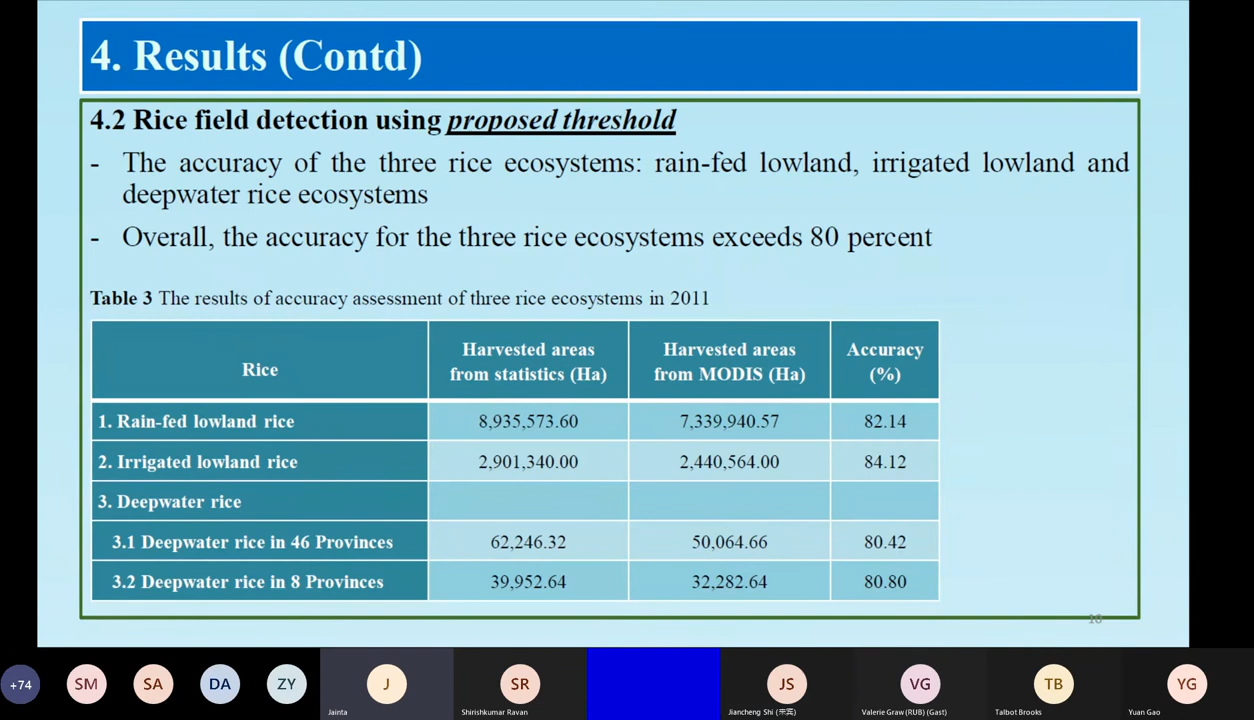 4. Results (Contd)
4.2 Rice field detection using proposed threshold
- The accuracy of the three rice ecosystems: rain-fed lowland, irrigated lowland and
deepwater rice ecosystems
- Overall, the accuracy for the three rice ecosystems exceeds 80 percent
Table 3 The results of accuracy assessment of three rice ecosystems in 2011
Rice
Harvested areas from statistics (Ha)
Harvested areas from MODIS (Ha)
Accuracy (%)
1. Rain-fed lowland rice 8,935,573.60 7,339,940.57 82.14
2. Irrigated lowland rice 2,901,340.00 2,440,564.00 84.12
3. Deepwater rice
3.1 Deepwater rice in 46 Provinces 62,246.32 50,064.66 80.42
3.2 Deepwater rice in 8 Provinces 39,952.64 32,282.64 80.80
+74 SM SA DA ZY J SR JS VG TB YG
Jainta Shirishkumar Ravan Jiancheng Shi Valerie Graw (RUB) (Gast) Talbot Brooks Yuan Gao